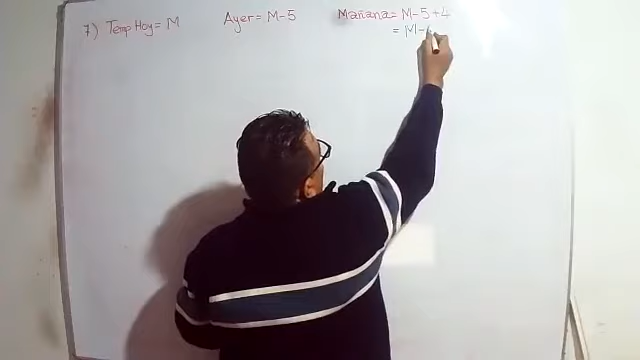 7) Temp Hoy = M Ayer = M-5 Mañana = M-5+4
= M-